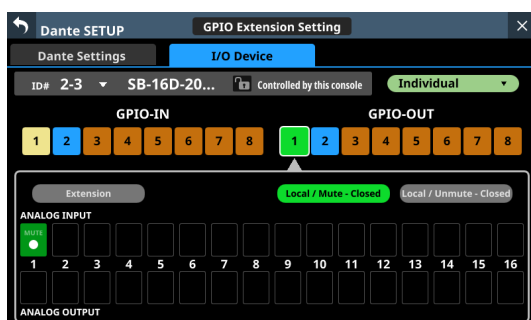 Dante SETUP
GPIO Extension Setting
Dante Settings
I/O Device
ID# 2-3 SB-16D-20... Controlled by this console
Individual
GPIO-IN
GPIO-OUT
1 2 3 4 5 6 7 8
1 2 3 4 5 6 7 8
Extension
Local / Mute - Closed
Local / Unmute - Closed
ANALOG INPUT
MUTE
1 2 3 4 5 6 7 8 9 10 11 12 13 14 15 16
ANALOG OUTPUT